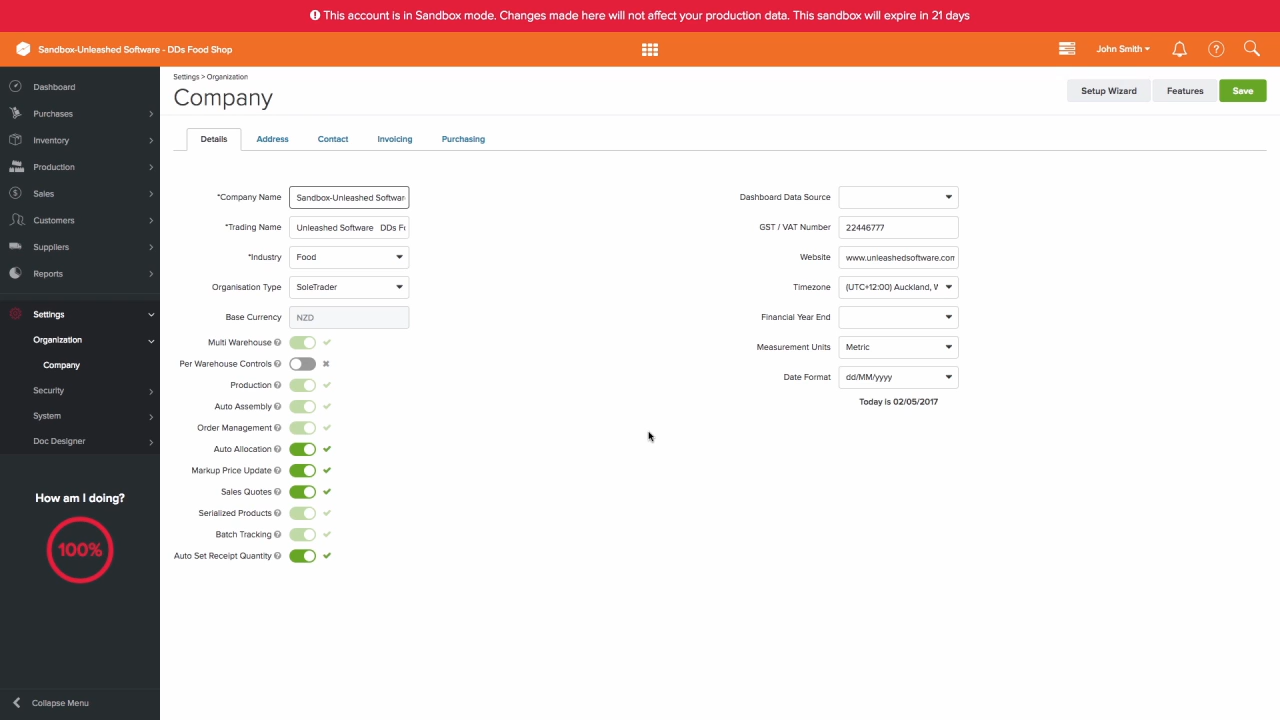 This account is in Sandbox mode. Changes made here will not affect your production data. This sandbox will expire in 21 days
Sandbox-Unleashed Software - DDs Food Shop
John Smith
Dashboard
Purchases
Inventory
Production
Sales
Customers
Suppliers
Reports
Settings
Organization
Company
Security
System
Doc Designer
How am I doing?
100%
Collapse Menu
Settings > Organization
Company
Setup Wizard
Features
Save
Details
Address
Contact
Invoicing
Purchasing
*Company Name Sandbox-Unleashed Softwar
*Trading Name Unleashed Software DDs F
*Industry Food
Organisation Type SoleTrader
Base Currency NZD
Multi Warehouse
Per Warehouse Controls
Production
Auto Assembly
Order Management
Auto Allocation
Markup Price Update
Sales Quotes
Serialized Products
Batch Tracking
Auto Set Receipt Quantity
Dashboard Data Source
GST / VAT Number 22446777
Website www.unleashedsoftware.com
Timezone (UTC+12:00) Auckland, W
Financial Year End
Measurement Units Metric
Date Format dd/MM/yyyy
Today is 02/05/2017